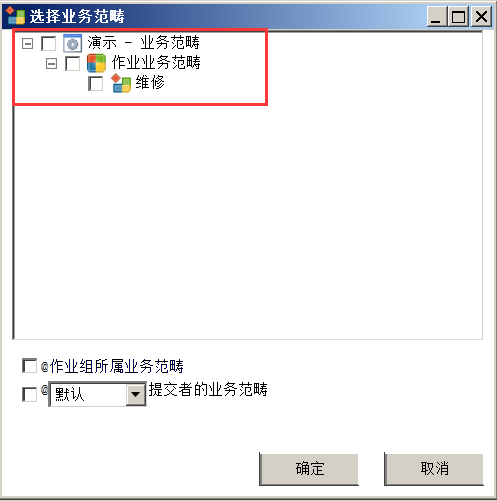 选择业务范畴
演示 - 业务范畴
作业业务范畴
维修
@作业组所属业务范畴
@默认 提交者的业务范畴
确定 取消